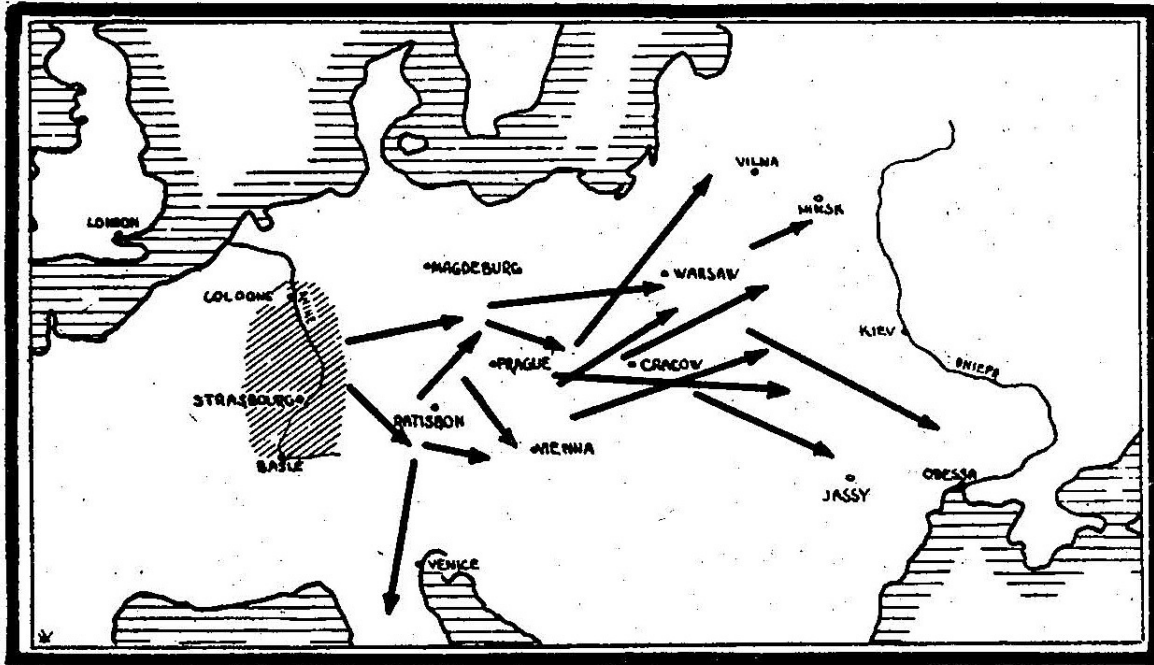 VILNA
MINSK
LONDON
MAGDEBURG
WARSAW
COLOGNE
RHINE
KIEV
PRAGUE
CRACOW
DNIEPR
STRASBOURG
RATISBON
VIENNA
BASLE
ODESSA
JASSY
VENICE